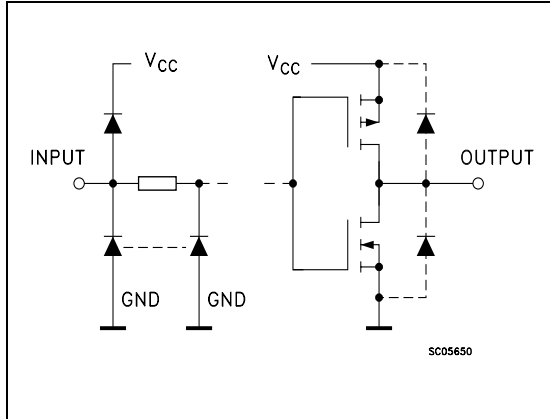 VCC
VCC
INPUT
OUTPUT
GND
GND
SC05650